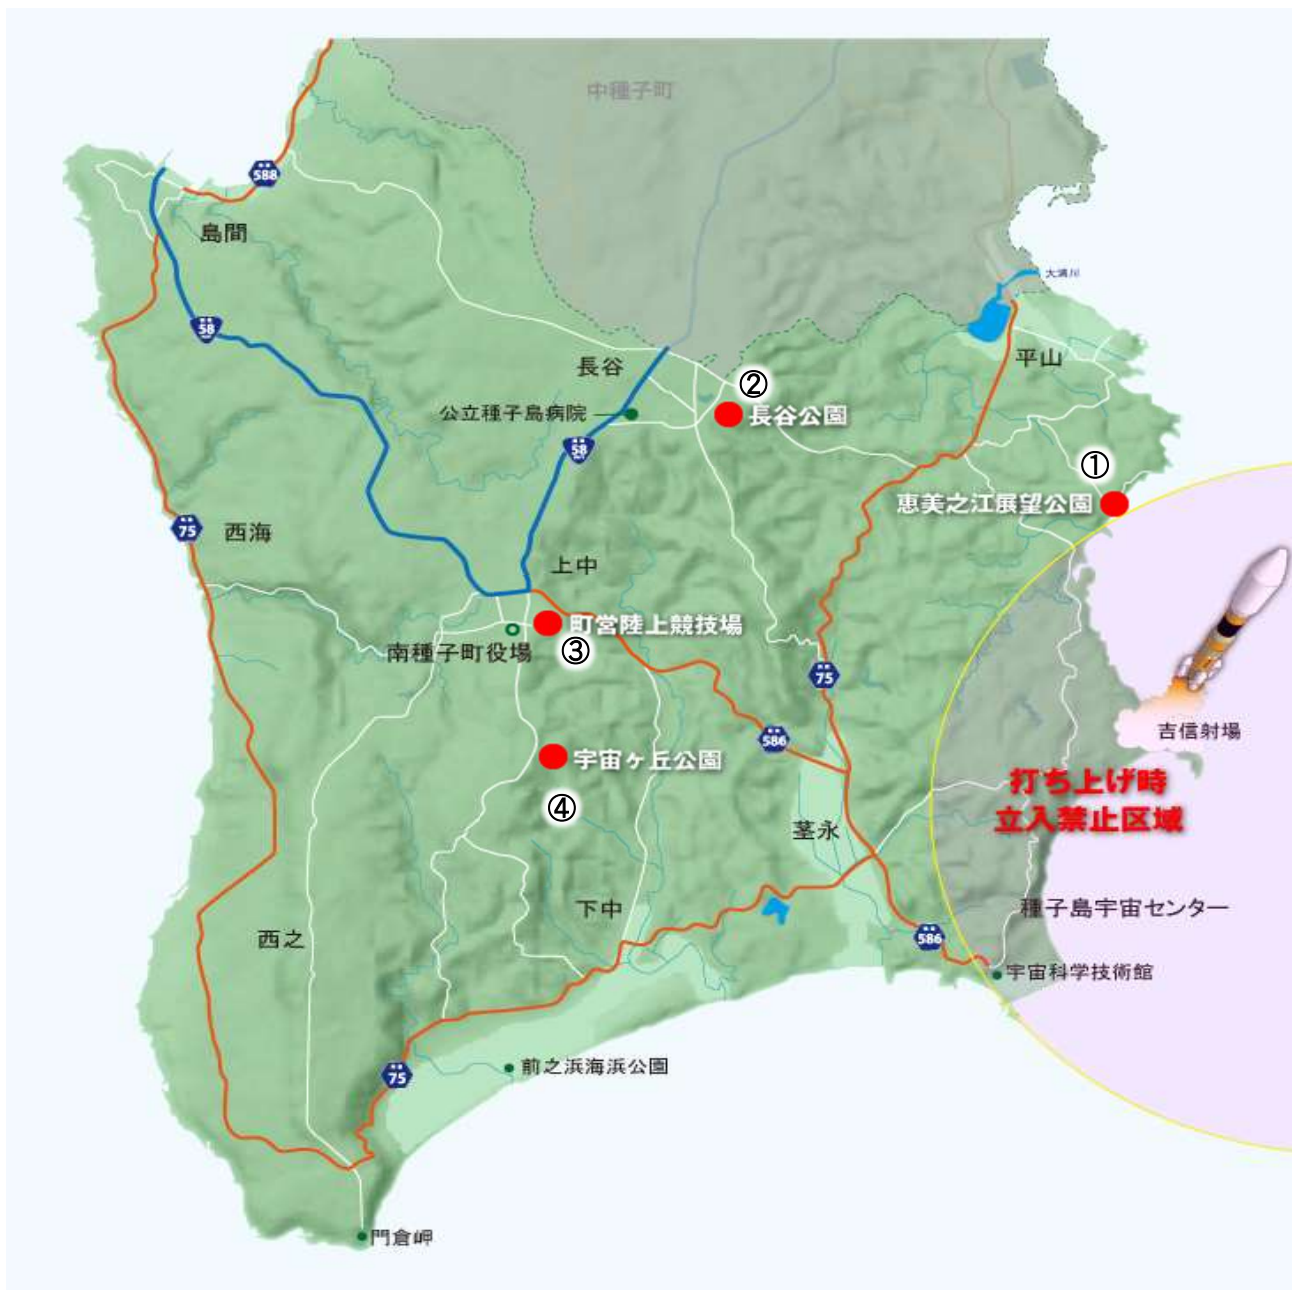 中種子町
588
島間
大浦川
58
平山
長谷
②
公立種子島病院
長谷公園
58
①
恵美之江展望公園
75
西海
上中
町営陸上競技場
南種子町役場
③
75
吉信射場
586
宇宙ヶ丘公園
打ち上げ時
立入禁止区域
④
茎永
種子島宇宙センター
下中
西之
586
宇宙科学技術館
前之浜海浜公園
75
門倉岬